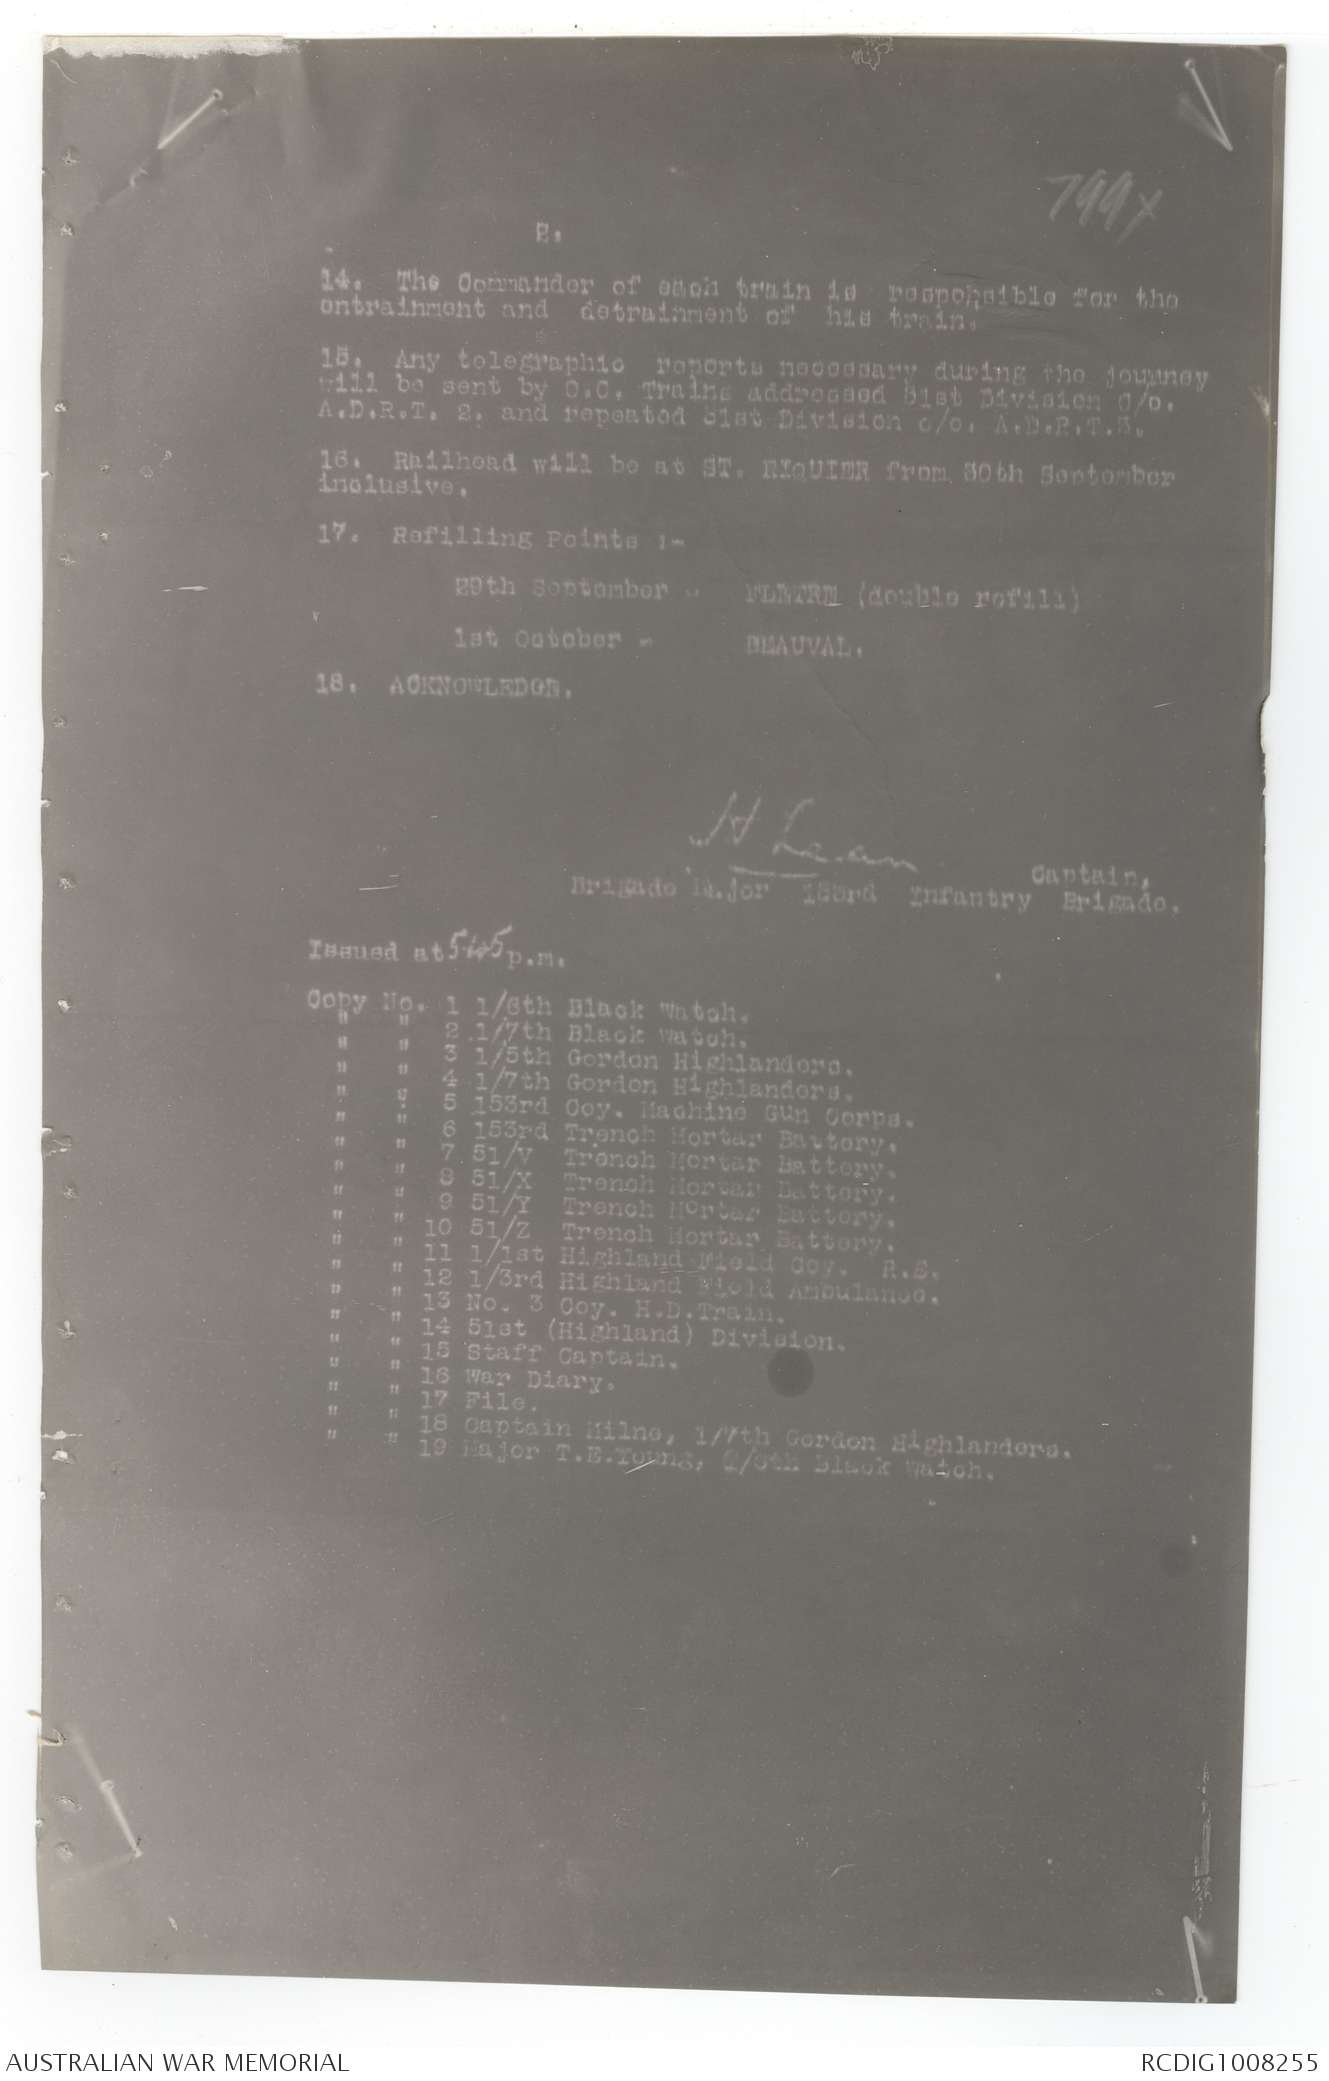 799x
2.
14. The Commander of each train is responsible for the
entrainment and detrainment of his train.
15. Any telegraphic reports necessary during the journey
will be sent by O.C. Trains addressed 51st Division c/o.
A.D.R.T. 2. and repeated 51st Division c/o. A.D.R.T.3.
16. Railhead will be at ST. RIQUIER from 30th September
inclusive.
17. Refilling Points :-
29th September - FLETRE (double refill)
1st October - BEAUVAL.
18. ACKNOWLEDGE.
H
Captain,
Brigade Major 153rd Infantry Brigade.
Issued at 5.45 p.m.
Copy No. 1 1/6th Black Watch.
" " 2 1/7th Black Watch.
" " 3 1/5th Gordon Highlanders.
" " 4 1/7th Gordon Highlanders.
" " 5 153rd Coy. Machine Gun Corps.
" " 6 153rd Trench Mortar Battery.
" " 7 51/V Trench Mortar Battery.
" " 8 51/X Trench Mortar Battery.
" " 9 51/Y Trench Mortar Battery.
" " 10 51/Z Trench Mortar Battery.
" " 11 1/1st Highland Field Coy. R.E.
" " 12 1/3rd Highland Field Ambulance.
" " 13 No. 3 Coy. H.D.Train.
" " 14 51st (Highland) Division.
" " 15 Staff Captain.
" " 16 War Diary.
" " 17 File.
" " 18 Captain Milne, 1/7th Gordon Highlanders.
" " 19 Major T.E.Young, /6th Black Watch.
AUSTRALIAN WAR MEMORIAL
RCDIG1008255